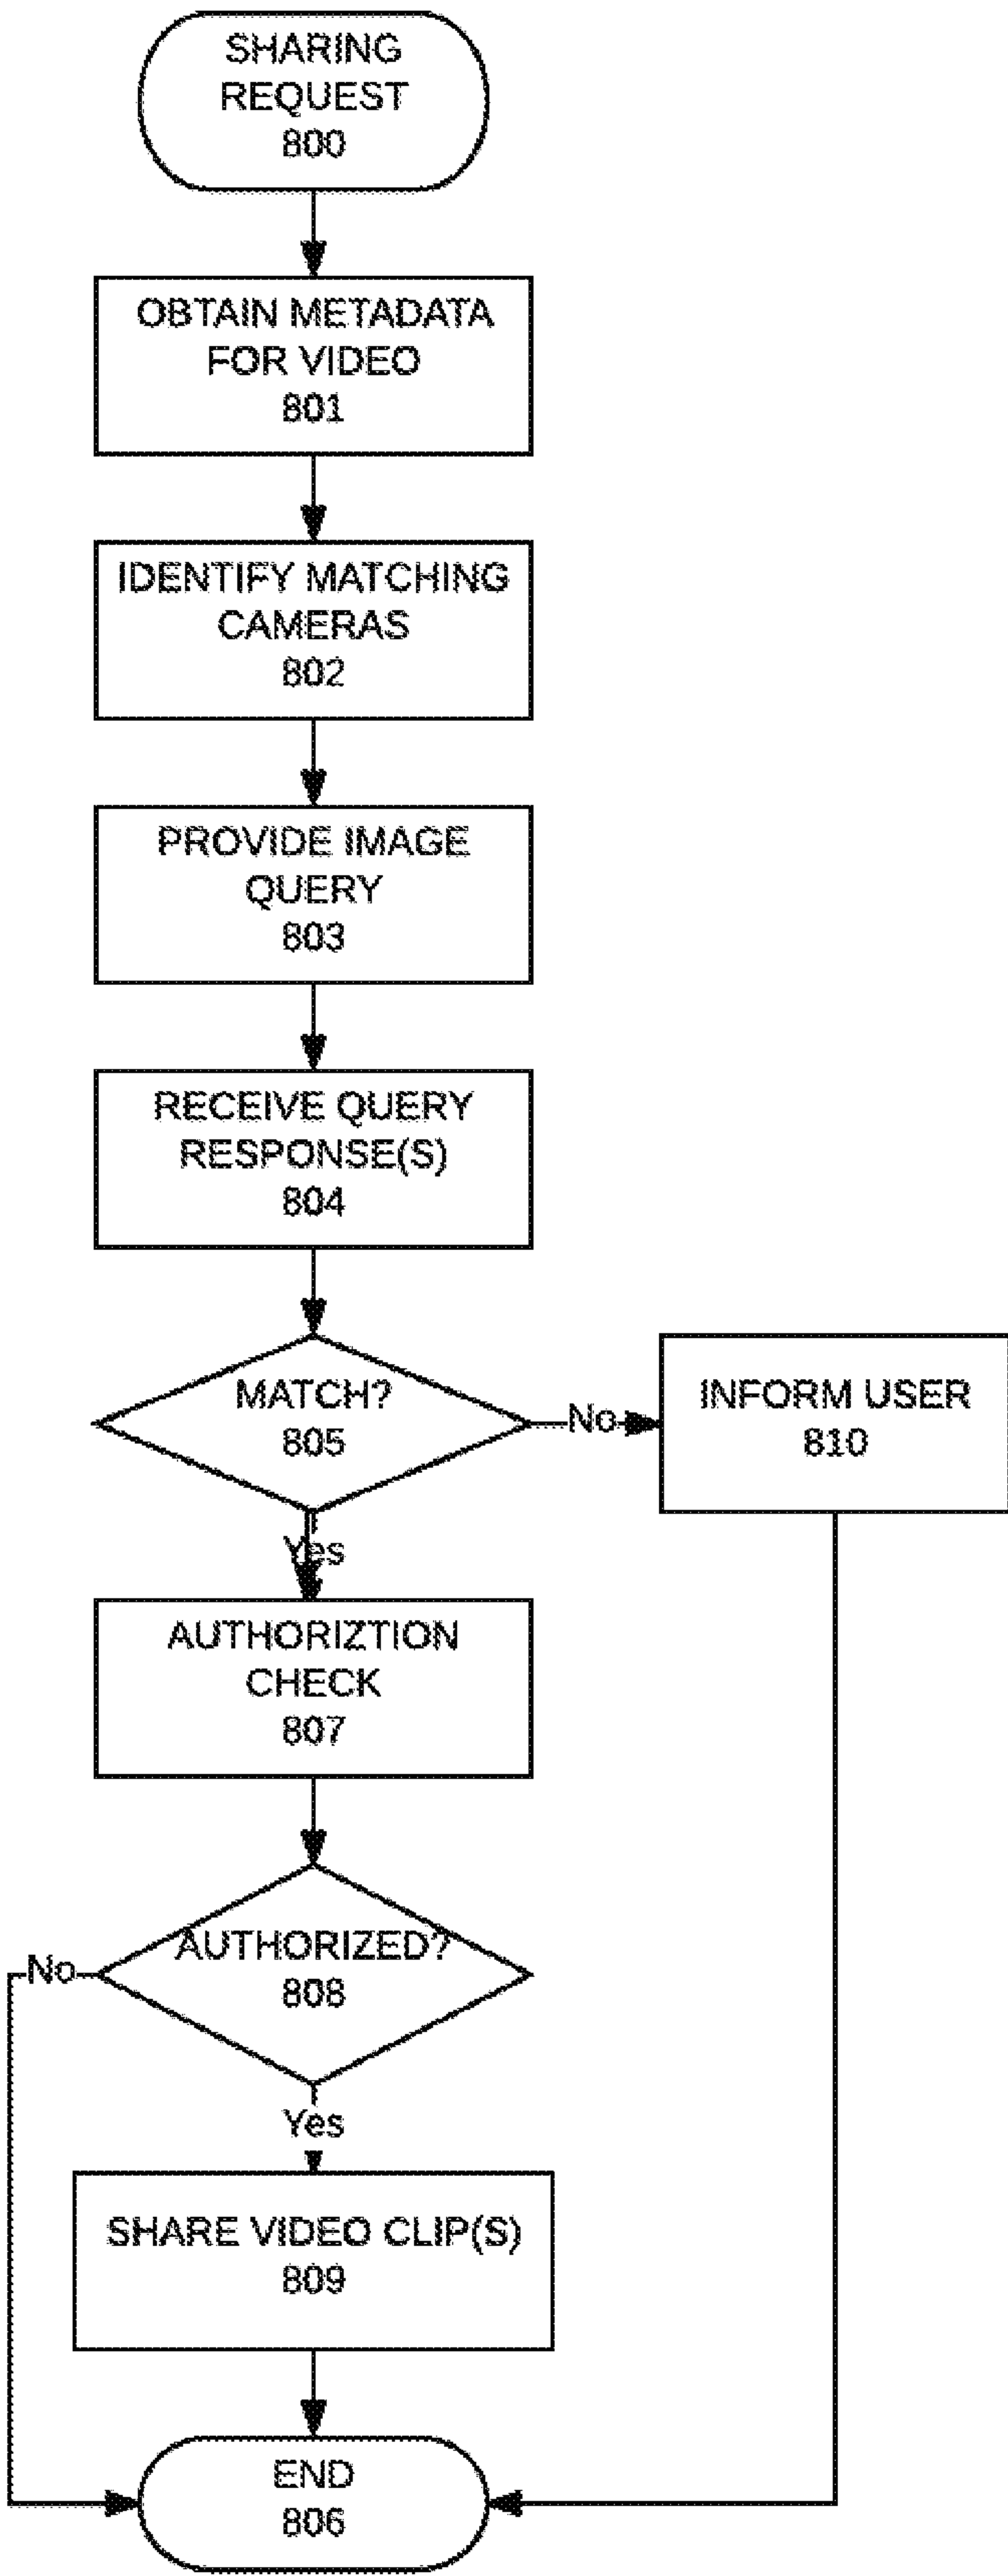 SHARING
REQUEST
800
OBTAIN METADATA
FOR VIDEO
801
IDENTIFY MATCHING
CAMERAS
802
PROVIDE IMAGE
QUERY
803
RECEIVE QUERY
RESPONSE(S)
804
MATCH?
805
No
INFORM USER
810
Yes
AUTHORIZTION
CHECK
807
AUTHORIZED?
808
No
Yes
SHARE VIDEO CLIP(S)
809
END
806